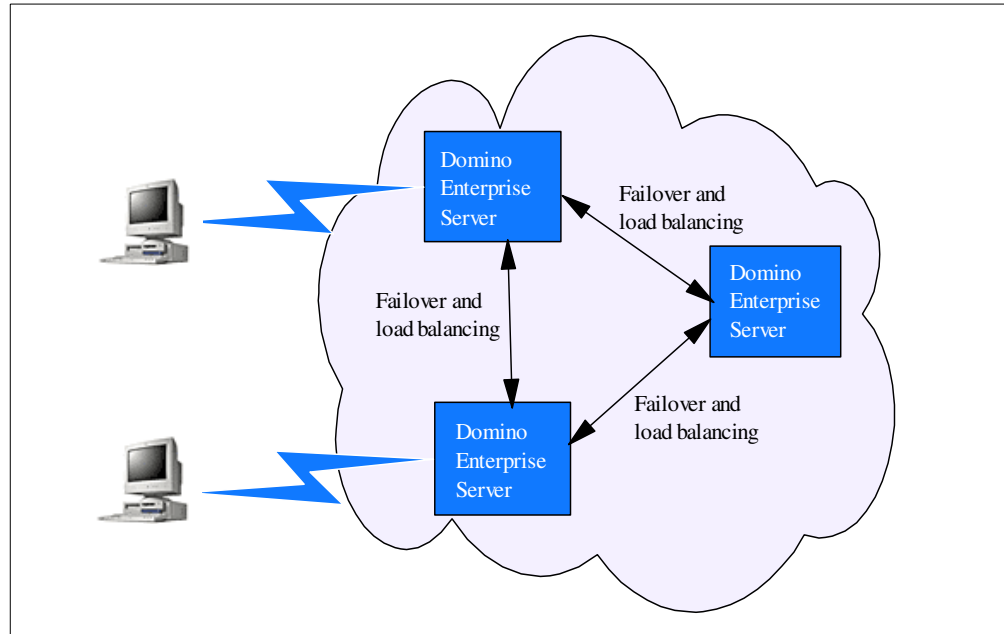 Domino
Enterprise
Server
Failover and
load balancing
Domino
Enterprise
Server
Failover and
load balancing
Failover and
load balancing
Domino
Enterprise
Server